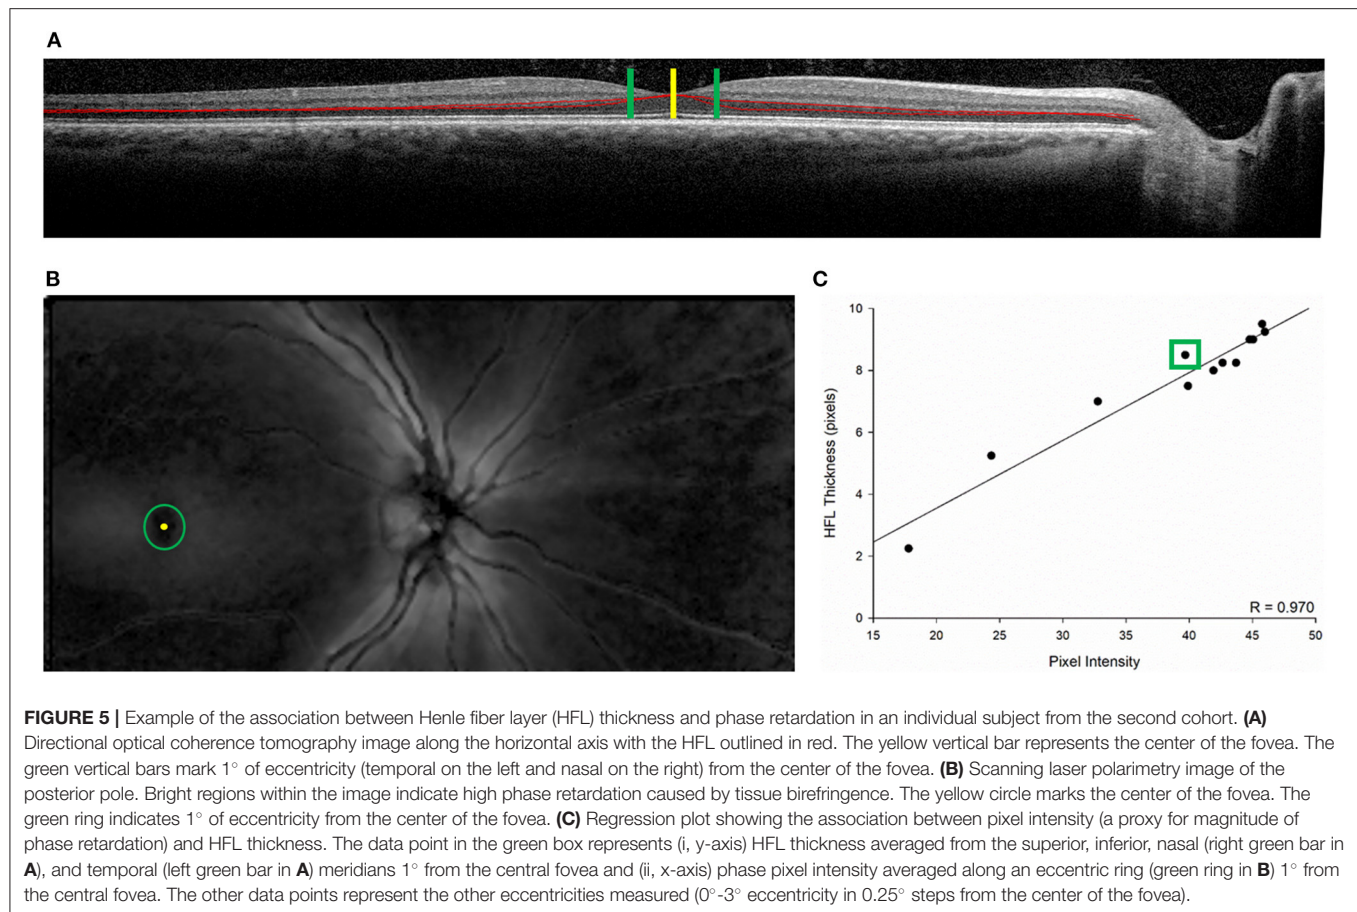 A
B
C
10
8
6
4
2
0
HFL Thickness (pixels)
R = 0.970
15 20 25 30 35 40 45 50
Pixel Intensity
FIGURE 5 | Example of the association between Henle fiber layer (HFL) thickness and phase retardation in an individual subject from the second cohort. (A)
Directional optical coherence tomography image along the horizontal axis with the HFL outlined in red. The yellow vertical bar represents the center of the fovea. The
green vertical bars mark 1° of eccentricity (temporal on the left and nasal on the right) from the center of the fovea. (B) Scanning laser polarimetry image of the
posterior pole. Bright regions within the image indicate high phase retardation caused by tissue birefringence. The yellow circle marks the center of the fovea. The
green ring indicates 1° of eccentricity from the center of the fovea. (C) Regression plot showing the association between pixel intensity (a proxy for magnitude of
phase retardation) and HFL thickness. The data point in the green box represents (i, y-axis) HFL thickness averaged from the superior, inferior, nasal (right green bar in
A), and temporal (left green bar in A) meridians 1° from the central fovea and (ii, x-axis) phase pixel intensity averaged along an eccentric ring (green ring in B) 1° from
the central fovea. The other data points represent the other eccentricities measured (0°-3° eccentricity in 0.25° steps from the center of the fovea).